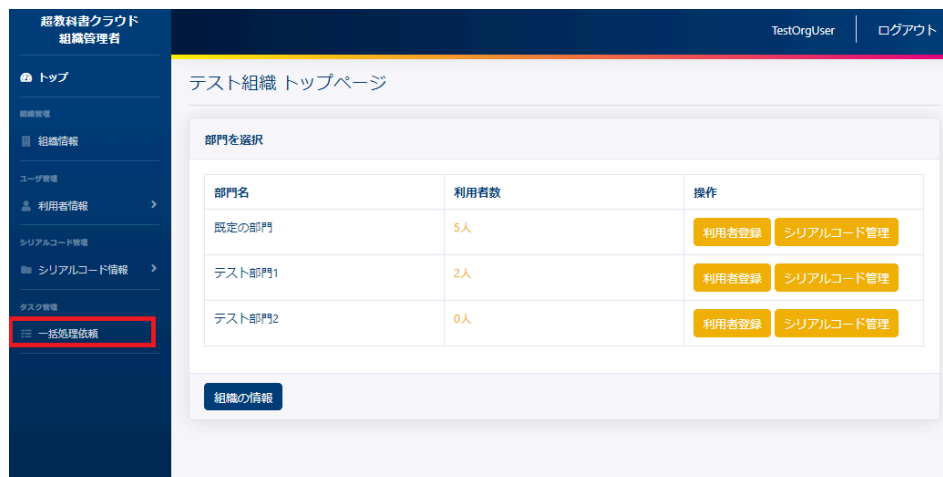 超教科書クラウド
組織管理者
TestOrgUser
ログアウト
トップ
テスト組織 トップページ
組織管理
組織情報
部門を選択
ユーザ管理
利用者情報
シリアルコード管理
シリアルコード情報
タスク管理
一括処理依頼
部門名 利用者数 操作
既定の部門 5人 利用者登録 シリアルコード管理
テスト部門1 2人 利用者登録 シリアルコード管理
テスト部門2 0人 利用者登録 シリアルコード管理
組織の情報